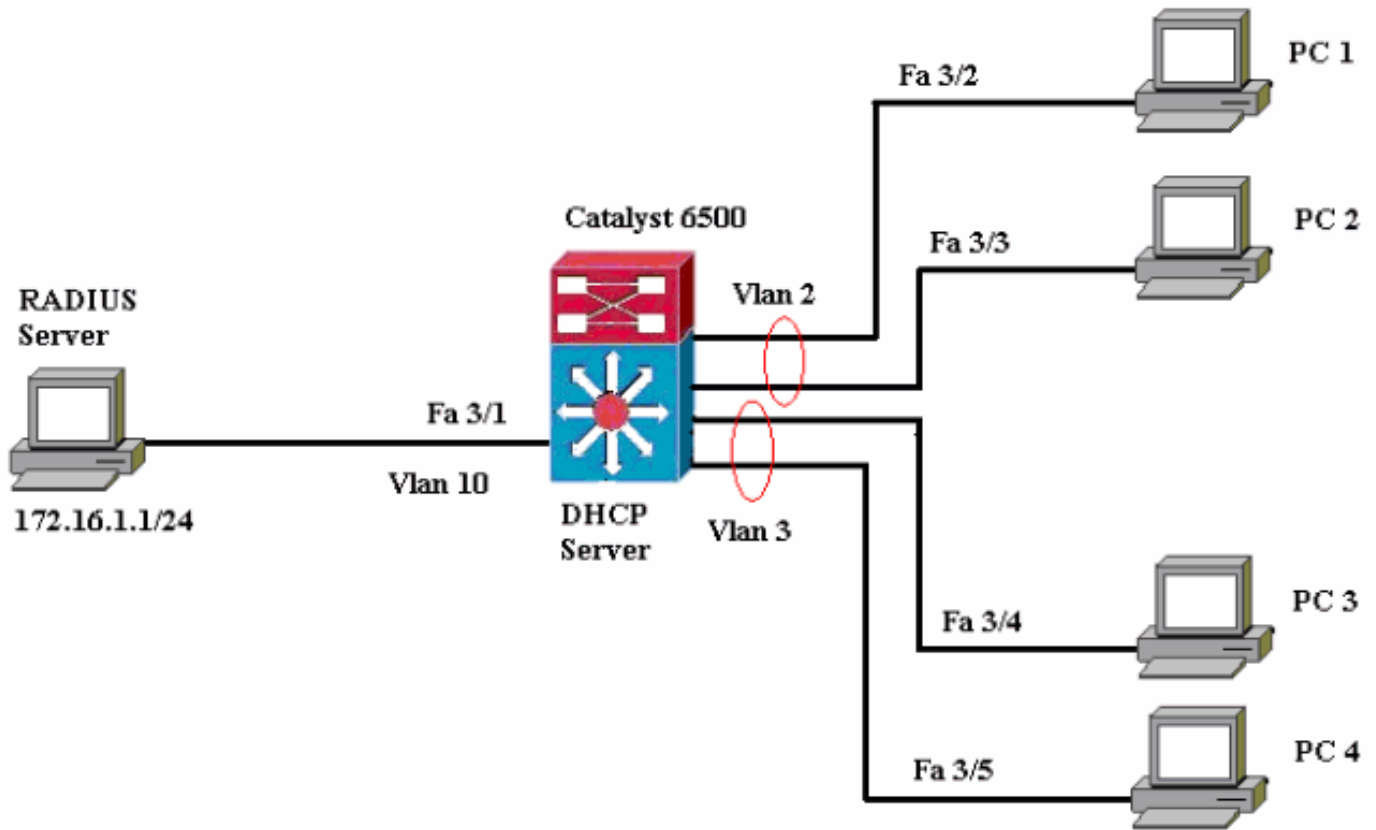 Fa 3/2
PC 1
Catalyst 6500
Fa 3/3
PC 2
Vlan 2
RADIUS
Server
Fa 3/1
Vlan 10
172.16.1.1/24
DHCP
Server
Vlan 3
Fa 3/4
PC 3
Fa 3/5
PC 4